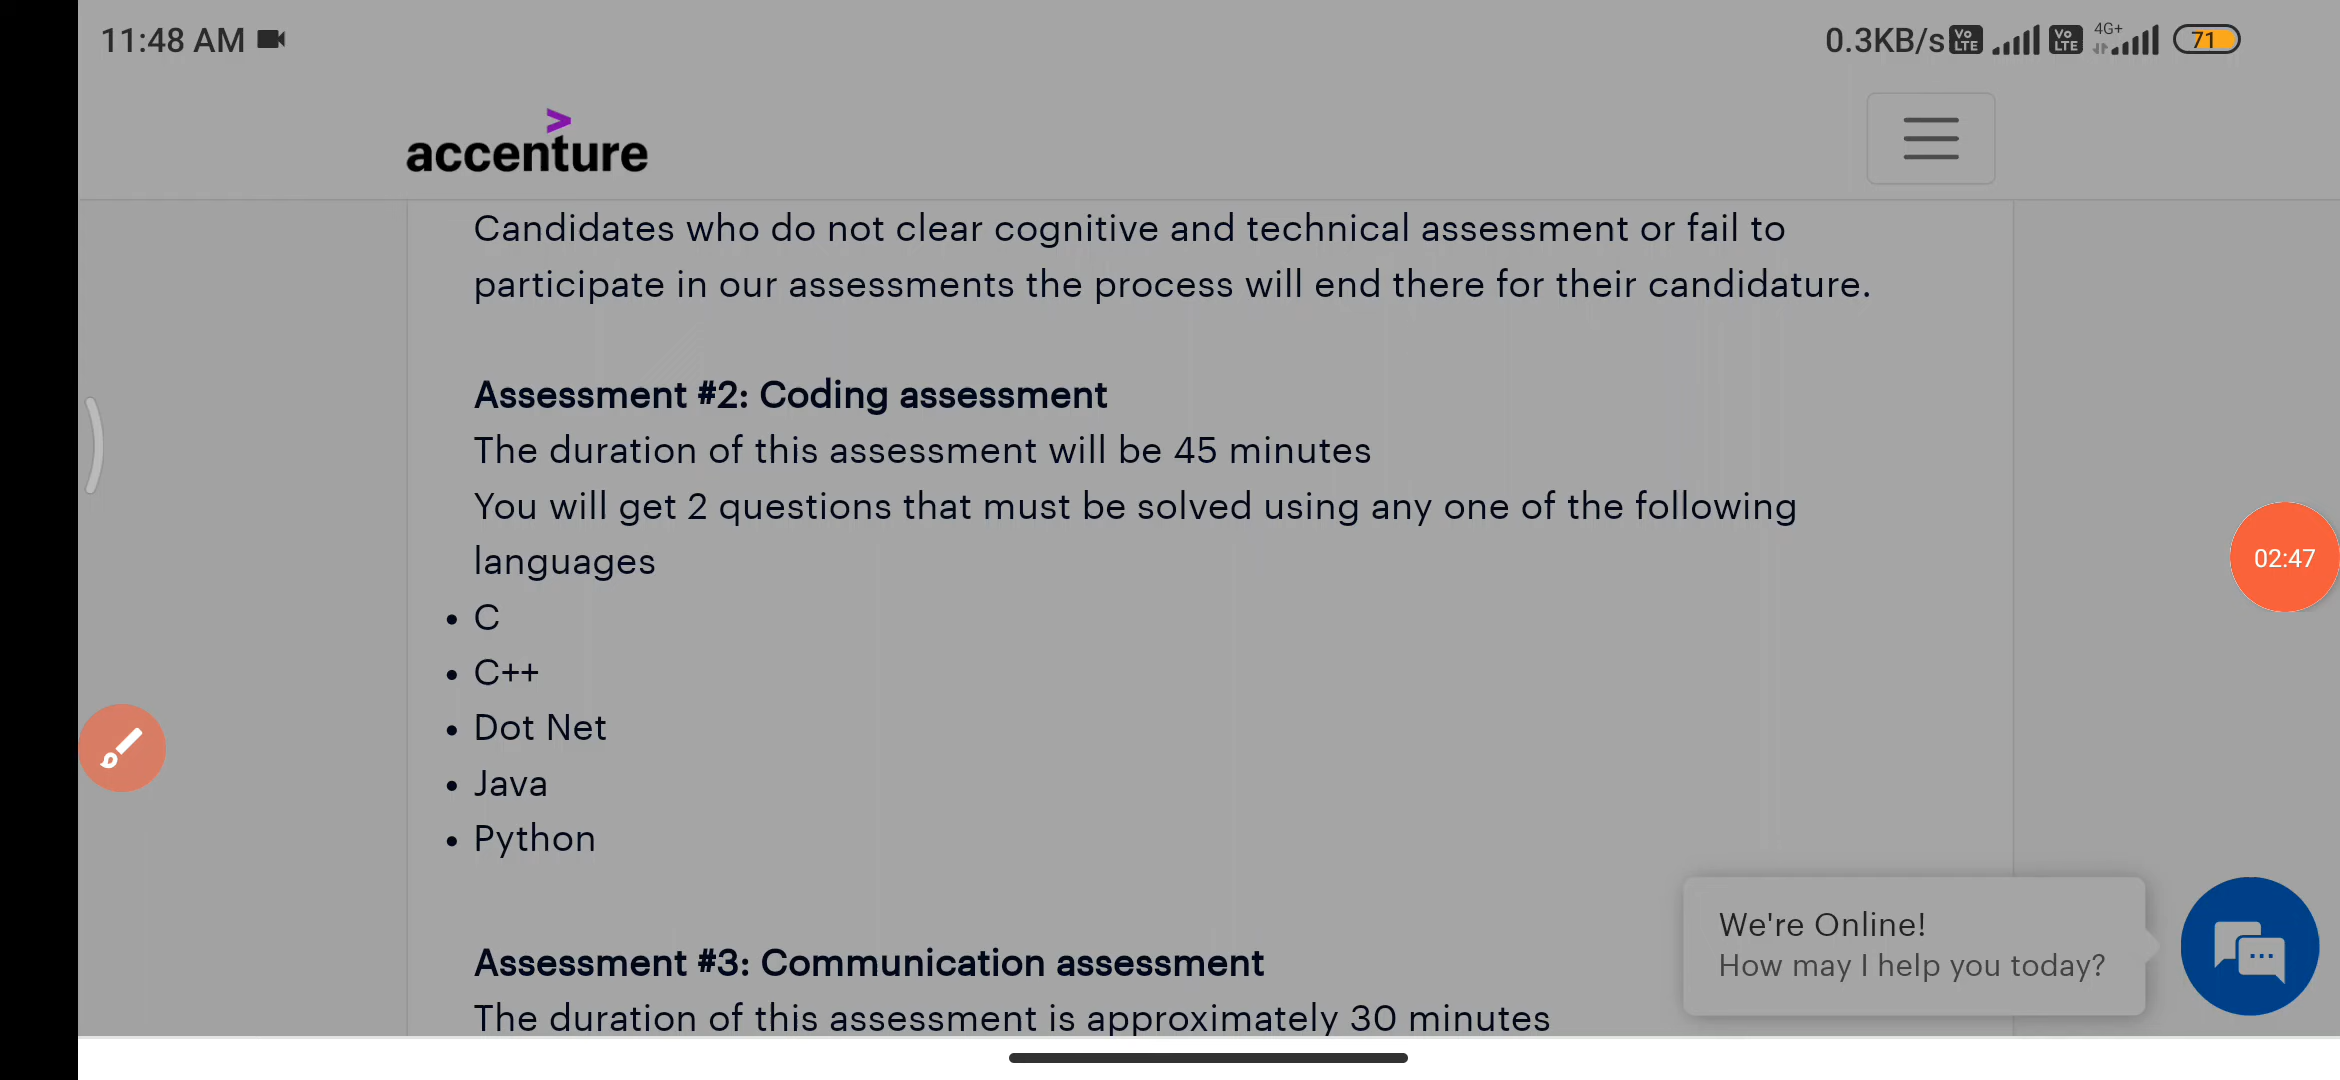 11:48 AM
0.3KB/s Vo LTE Vo LTE 4G+ 71
accenture
Candidates who do not clear cognitive and technical assessment or fail to
participate in our assessments the process will end there for their candidature.
Assessment #2: Coding assessment
The duration of this assessment will be 45 minutes
You will get 2 questions that must be solved using any one of the following
languages
• C
• C++
• Dot Net
• Java
• Python
Assessment #3: Communication assessment
The duration of this assessment is approximately 30 minutes
02:47
We're Online!
How may I help you today?